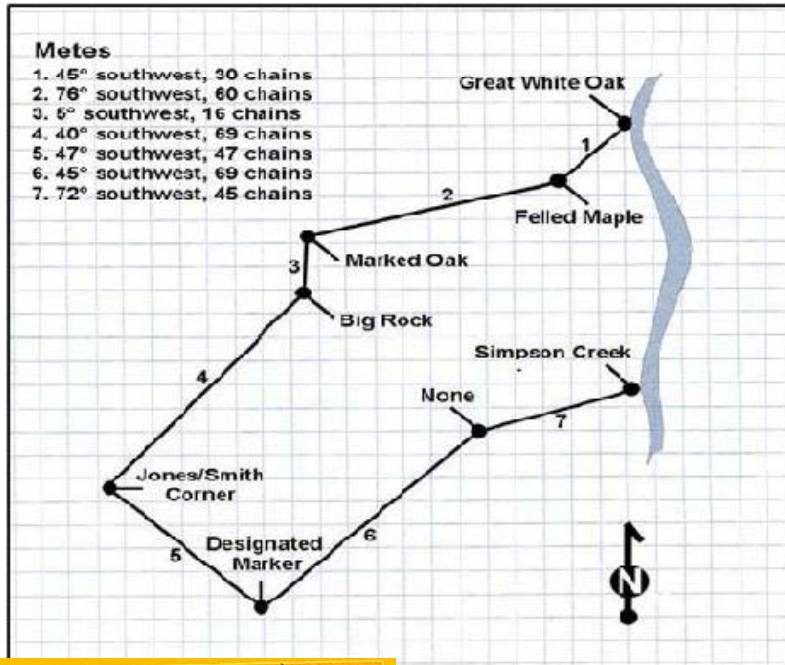 Metes
1. 45° southwest, 30 chains
2. 76° southwest, 60 chains
3. 5° southwest, 16 chains
4. 40° southwest, 69 chains
5. 47° southwest, 47 chains
6. 45° southwest, 69 chains
7. 72° southwest, 45 chains
Great White Oak
1
2
Felled Maple
Marked Oak
3
Big Rock
Simpson Creek
4
None
7
Jones/Smith
Corner
6
Designated
Marker
5
N